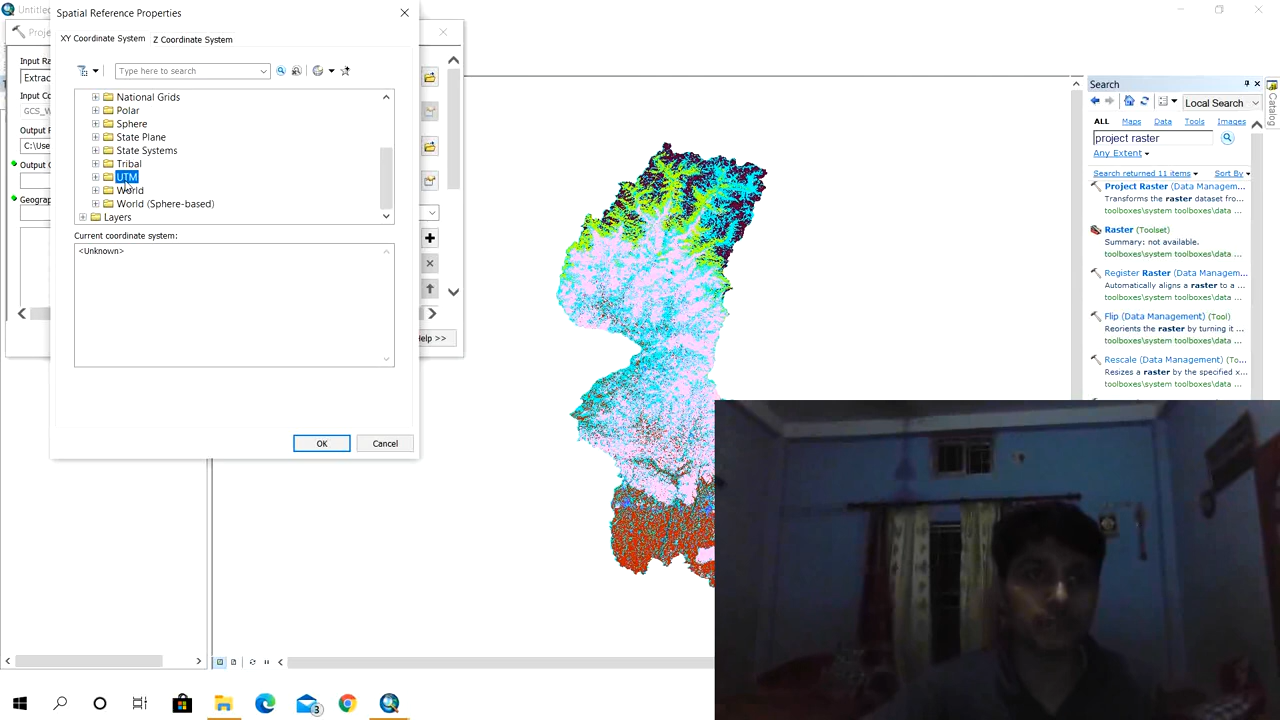 Untitle
Spatial Reference Properties
XY Coordinate System
Z Coordinate System
Type here to search
National Grids
Polar
Sphere
State Plane
State Systems
Tribal
UTM
World
World (Sphere-based)
Layers
Current coordinate system:
<Unknown>
OK
Cancel
Proje
Input Ra
Extrac
Input Co
GCS_W
Output R
C:\Use
Output C
Geograp
Help >>
Search
Local Search
ALL
Maps
Data
Tools
Images
project raster
Any Extent
Search returned 11 items
Sort By
Project Raster (Data Managem...
Transforms the raster dataset from...
toolboxes\system toolboxes\data ...
Raster (Toolset)
Summary: not available.
toolboxes\system toolboxes\data ...
Register Raster (Data Managem...
Automatically aligns a raster to a ...
toolboxes\system toolboxes\data ...
Flip (Data Management) (Tool)
Reorients the raster by turning it ...
toolboxes\system toolboxes\data ...
Rescale (Data Management) (To...
Resizes a raster by the specified x...
toolboxes\system toolboxes\data ...
Catalog
3